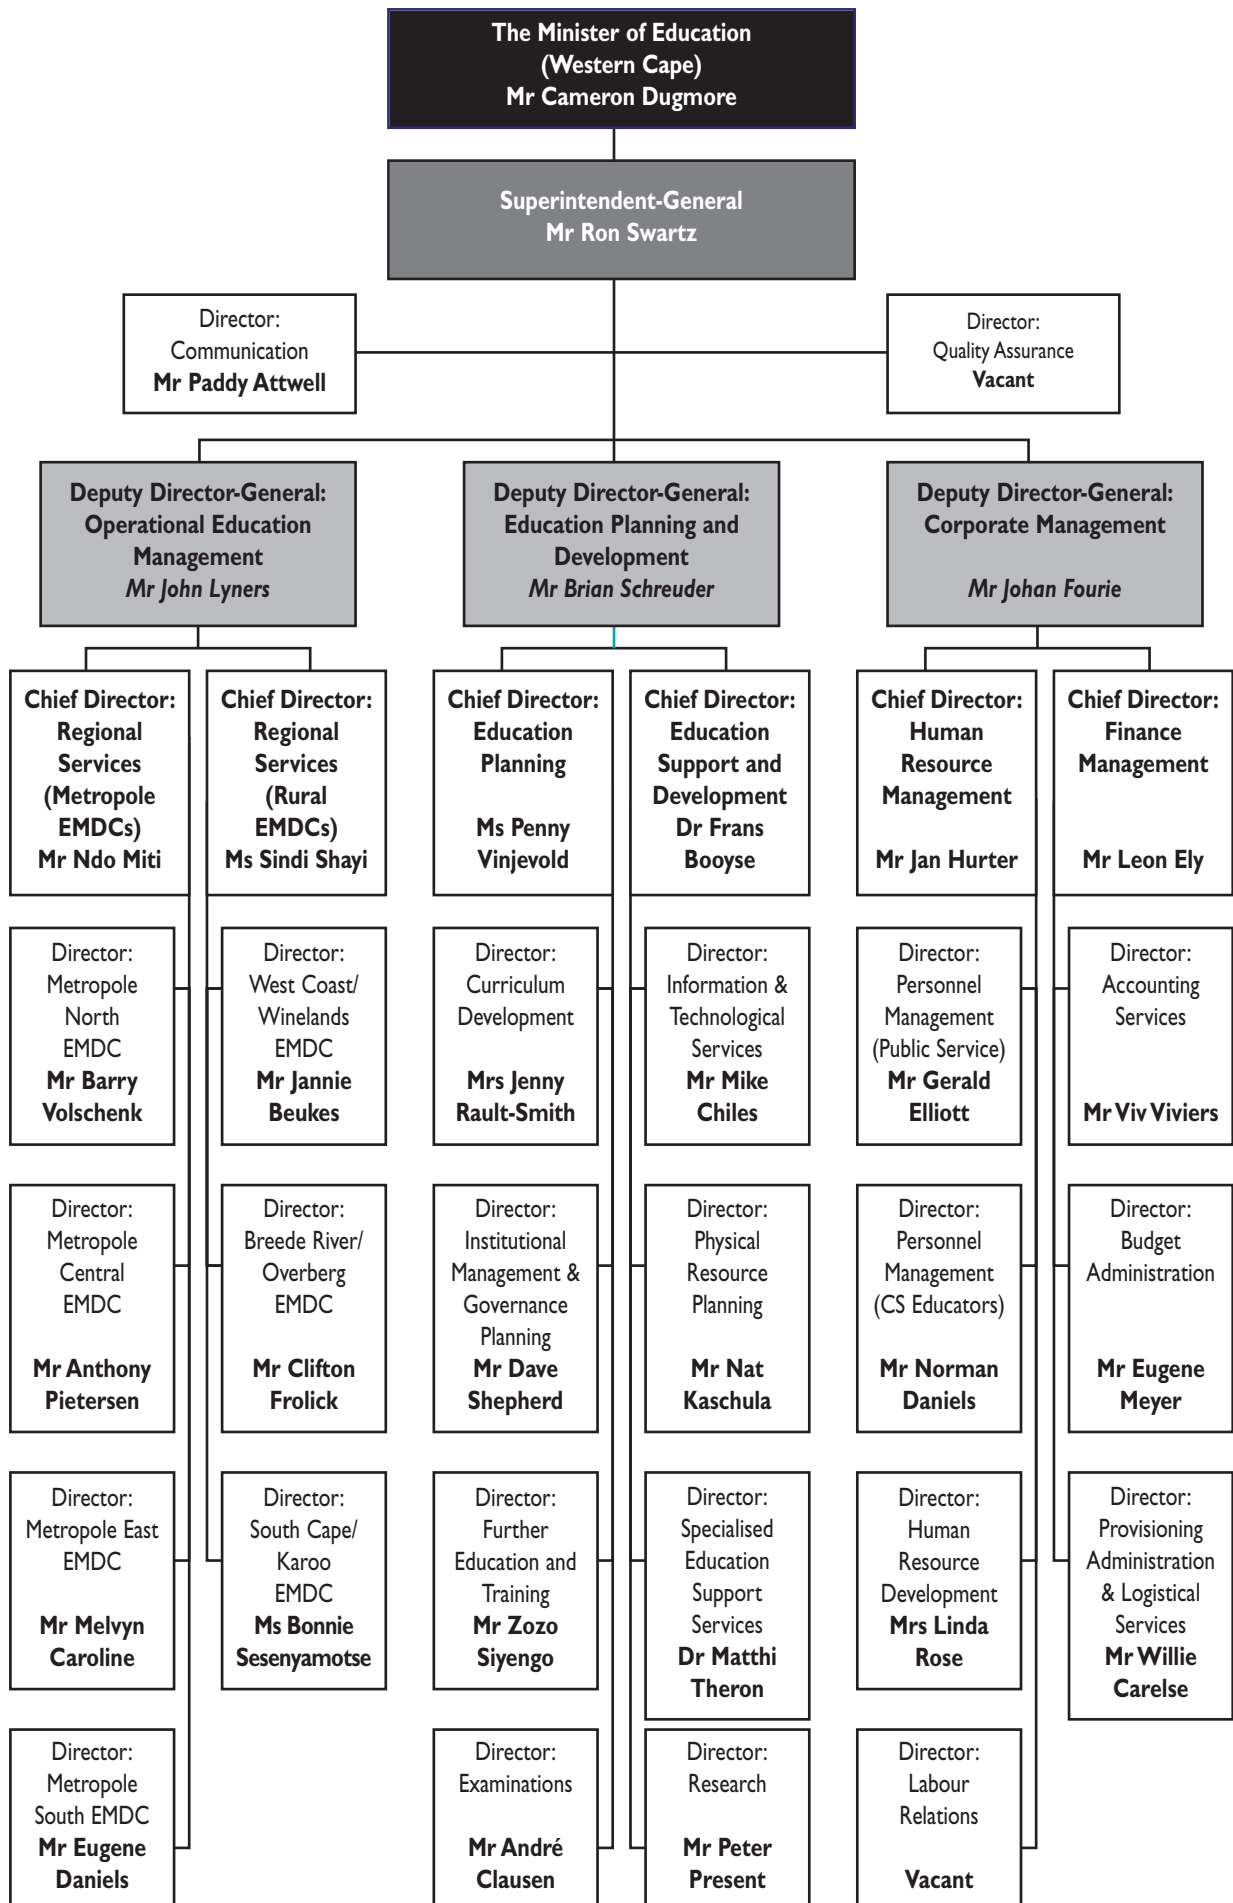 The Minister of Education
(Western Cape)
Mr Cameron Dugmore
Superintendent-General
Mr Ron Swartz
Director:
Communication
Mr Paddy Attwell
Director:
Quality Assurance
Vacant
Deputy Director-General:
Operational Education
Management
Mr John Lyners
Deputy Director-General:
Education Planning and
Development
Mr Brian Schreuder
Deputy Director-General:
Corporate Management
Mr Johan Fourie
Chief Director:
Regional
Services
(Metropole
EMDCs)
Mr Ndo Miti
Chief Director:
Regional
Services
(Rural
EMDCs)
Ms Sindi Shayi
Chief Director:
Education
Planning
Ms Penny
Vinjevold
Chief Director:
Education
Support and
Development
Dr Frans
Booyse
Chief Director:
Human
Resource
Management
Mr Jan Hurter
Chief Director:
Finance
Management
Mr Leon Ely
Director:
Metropole
North
EMDC
Mr Barry
Volschenk
Director:
West Coast/
Winelands
EMDC
Mr Jannie
Beukes
Director:
Curriculum
Development
Mrs Jenny
Rault-Smith
Director:
Information &
Technological
Services
Mr Mike
Chiles
Director:
Personnel
Management
(Public Service)
Mr Gerald
Elliott
Director:
Accounting
Services
Mr Viv Viviers
Director:
Metropole
Central
EMDC
Mr Anthony
Pietersen
Director:
Breede River/
Overberg
EMDC
Mr Clifton
Frolick
Director:
Institutional
Management &
Governance
Planning
Mr Dave
Shepherd
Director:
Physical
Resource
Planning
Mr Nat
Kaschula
Director:
Personnel
Management
(CS Educators)
Mr Norman
Daniels
Director:
Budget
Administration
Mr Eugene
Meyer
Director:
Metropole East
EMDC
Mr Melvyn
Caroline
Director:
South Cape/
Karoo
EMDC
Ms Bonnie
Sesenyamotse
Director:
Further
Education and
Training
Mr Zozo
Siyengo
Director:
Specialised
Education
Support
Services
Dr Matthi
Theron
Director:
Human
Resource
Development
Mrs Linda
Rose
Director:
Provisioning
Administration
& Logistical
Services
Mr Willie
Carelse
Director:
Metropole
South EMDC
Mr Eugene
Daniels
Director:
Examinations
Mr André
Clausen
Director:
Research
Mr Peter
Present
Director:
Labour
Relations
Vacant